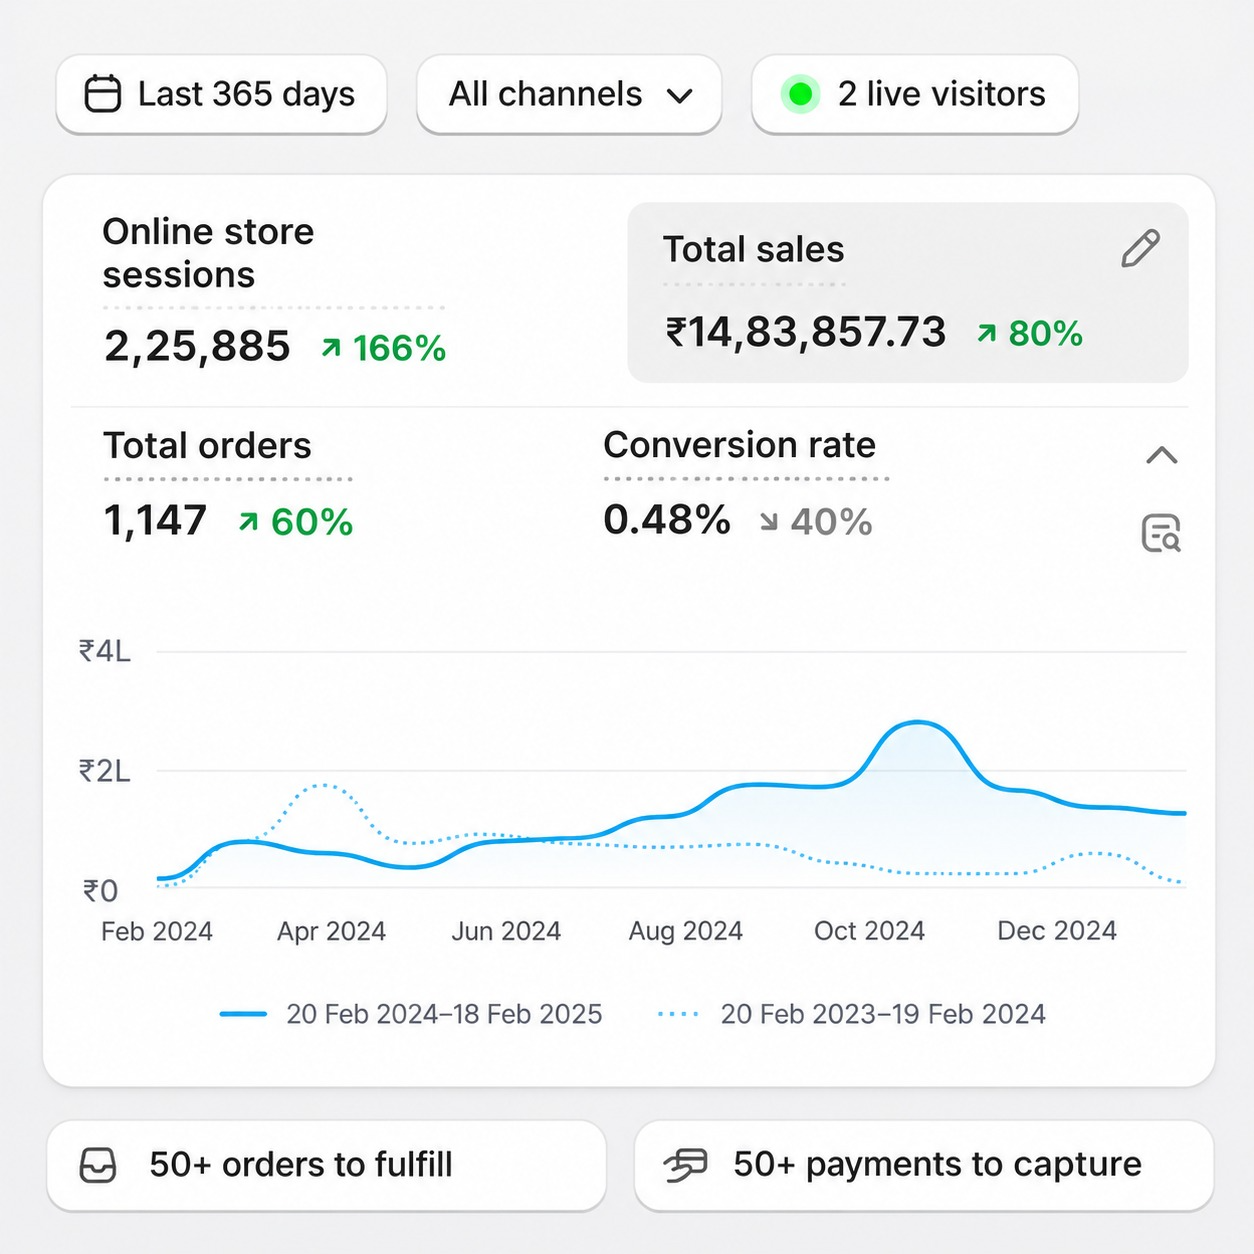 Last 365 days
All channels
2 live visitors
Online store
sessions
2,25,885 ↗ 166%
Total sales
₹14,83,857.73 ↗ 80%
Total orders
1,147 ↗ 60%
Conversion rate
0.48% ↘ 40%
₹4L
₹2L
₹0
Feb 2024 Apr 2024 Jun 2024 Aug 2024 Oct 2024 Dec 2024
20 Feb 2024–18 Feb 2025 20 Feb 2023–19 Feb 2024
50+ orders to fulfill
50+ payments to capture